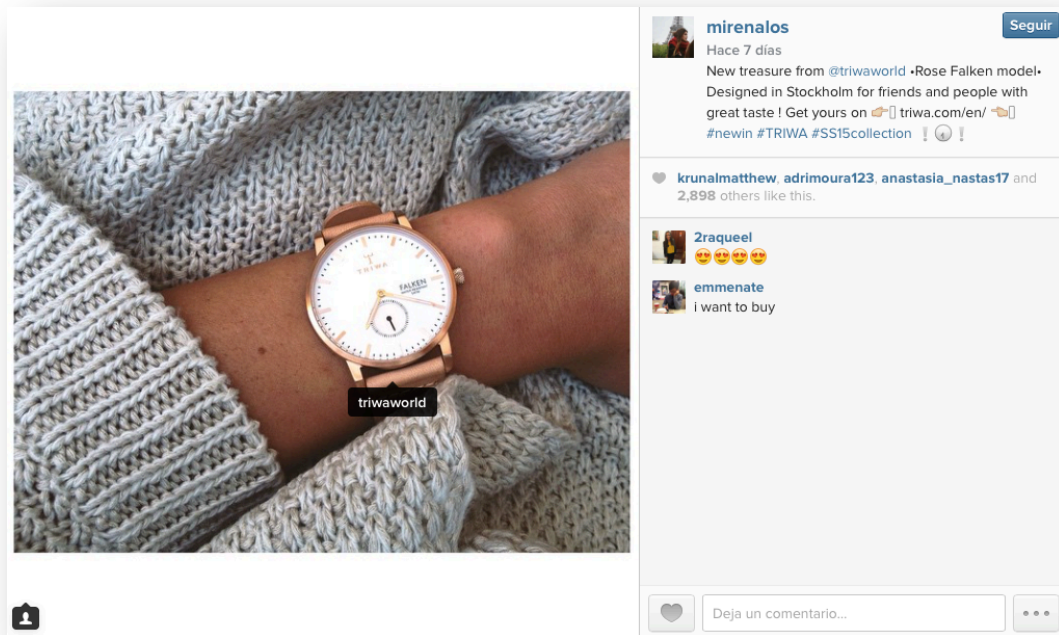 TRIWA
FALKEN
triwaworld
mirenalos
Seguir
Hace 7 días
New treasure from @triwaworld •Rose Falken model•
Designed in Stockholm for friends and people with
great taste ! Get yours on 👉🏼 triwa.com/en/ 👈🏼
#newin #TRIWA #SS15collection ❕🕢❕
krunalmatthew, adrimoura123, anastasia_nastas17 and
2,898 others like this.
2raqueel
😍😍😍😍
emmenate
i want to buy
Deja un comentario...